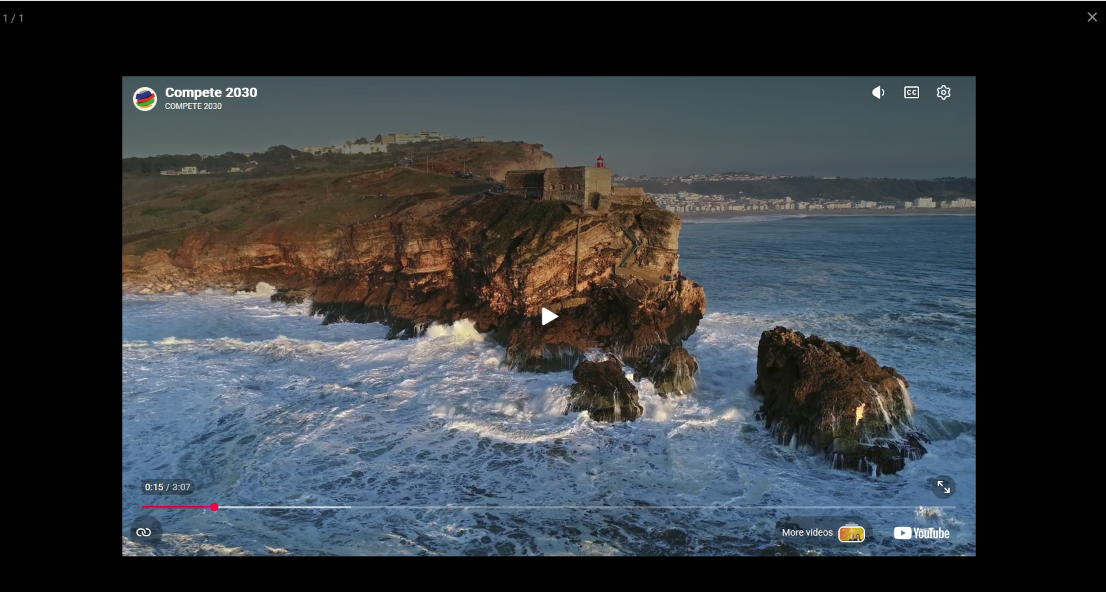 1 / 1
Compete 2030
COMPETE 2030
CC
0:15 / 3:07
More videos
YouTube